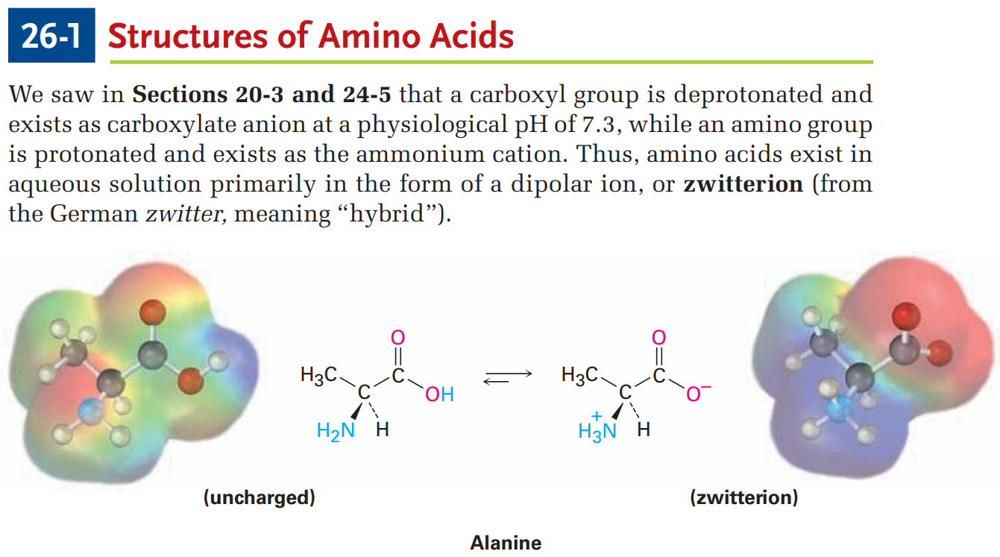 26-1 Structures of Amino Acids
We saw in Sections 20-3 and 24-5 that a carboxyl group is deprotonated and
exists as carboxylate anion at a physiological pH of 7.3, while an amino group
is protonated and exists as the ammonium cation. Thus, amino acids exist in
aqueous solution primarily in the form of a dipolar ion, or zwitterion (from
the German zwitter, meaning “hybrid”).
O O
H₃C C H₃C C
C OH C O⁻
+
H₂N H H₃N H
(uncharged) (zwitterion)
Alanine